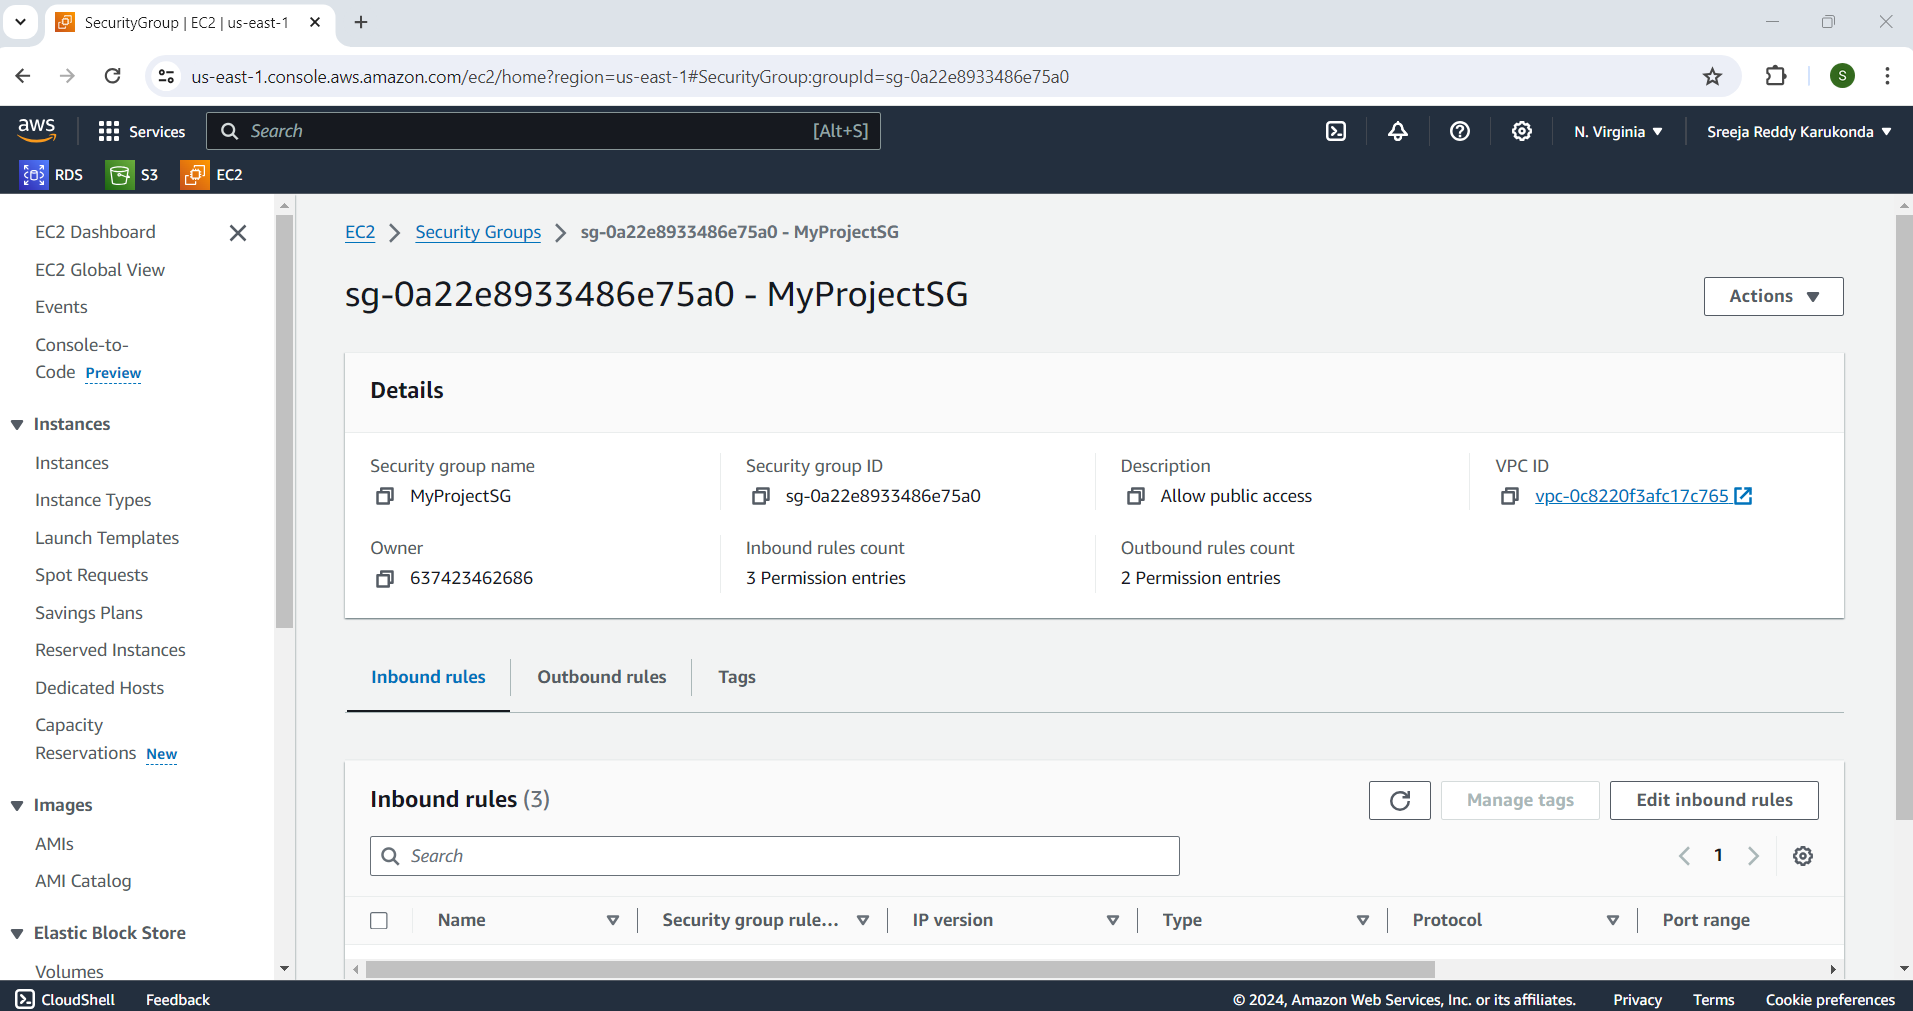 SecurityGroup | EC2 | us-east-1
us-east-1.console.aws.amazon.com/ec2/home?region=us-east-1#SecurityGroup:groupId=sg-0a22e8933486e75a0
S
aws
Services
Search
[Alt+S]
N. Virginia
Sreeja Reddy Karukonda
RDS
S3
EC2
EC2 Dashboard
EC2 Global View
Events
Console-to-
Code Preview
Instances
Instances
Instance Types
Launch Templates
Spot Requests
Savings Plans
Reserved Instances
Dedicated Hosts
Capacity
Reservations New
Images
AMIs
AMI Catalog
Elastic Block Store
Volumes
EC2 > Security Groups > sg-0a22e8933486e75a0 - MyProjectSG
sg-0a22e8933486e75a0 - MyProjectSG
Actions
Details
Security group name
MyProjectSG
Security group ID
sg-0a22e8933486e75a0
Description
Allow public access
VPC ID
vpc-0c8220f3afc17c765
Owner
637423462686
Inbound rules count
3 Permission entries
Outbound rules count
2 Permission entries
Inbound rules
Outbound rules
Tags
Inbound rules (3)
Manage tags
Edit inbound rules
Search
1
Name
Security group rule...
IP version
Type
Protocol
Port range
CloudShell
Feedback
© 2024, Amazon Web Services, Inc. or its affiliates.
Privacy
Terms
Cookie preferences